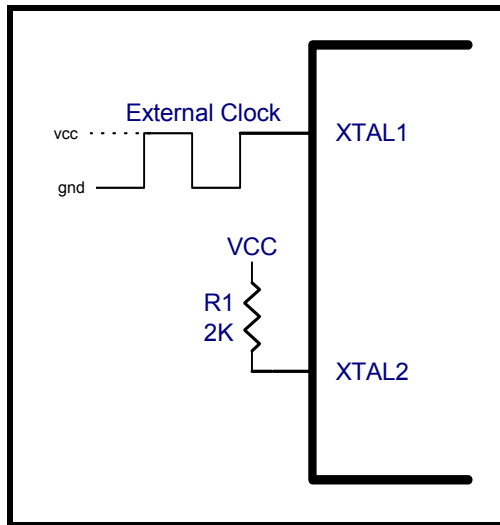 External Clock
vcc
XTAL1
gnd
VCC
R1
2K
XTAL2